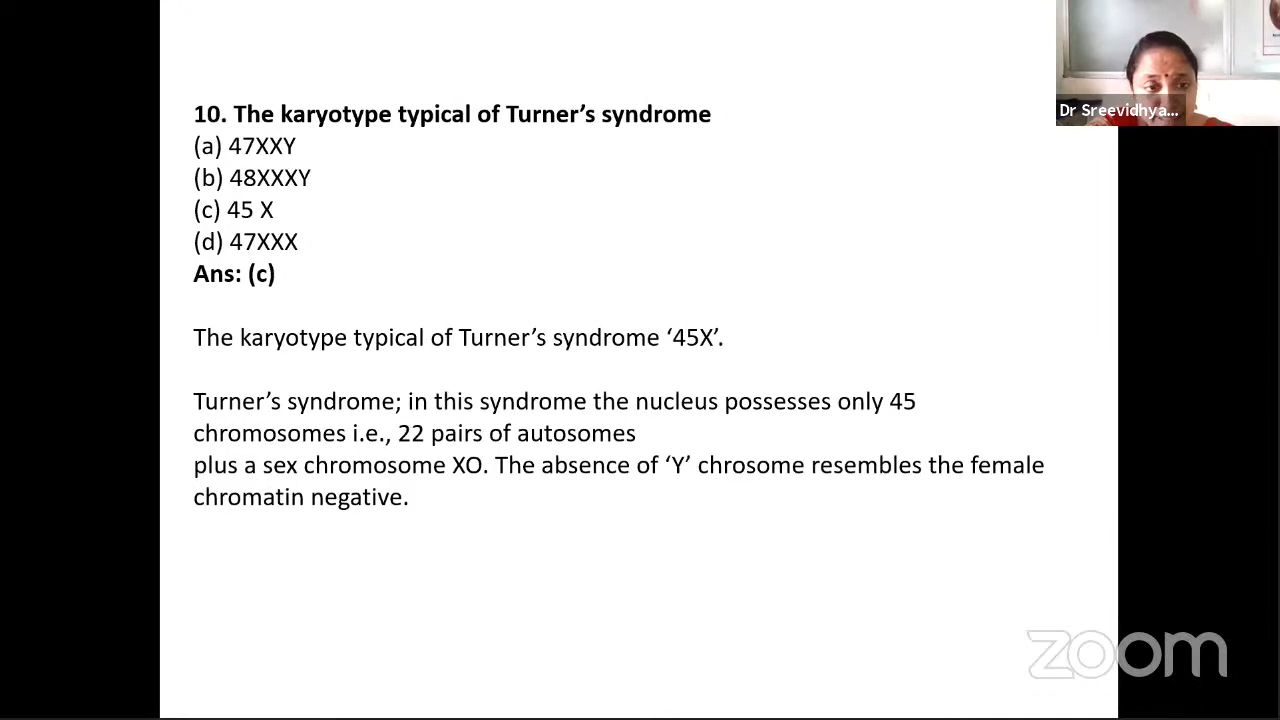 10. The karyotype typical of Turner’s syndrome
(a) 47XXY
(b) 48XXXY
(c) 45 X
(d) 47XXX
Ans: (c)
The karyotype typical of Turner’s syndrome ‘45X’.
Turner’s syndrome; in this syndrome the nucleus possesses only 45
chromosomes i.e., 22 pairs of autosomes
plus a sex chromosome XO. The absence of ‘Y’ chrosome resembles the female
chromatin negative.
Dr Sreevidhya...
zoom